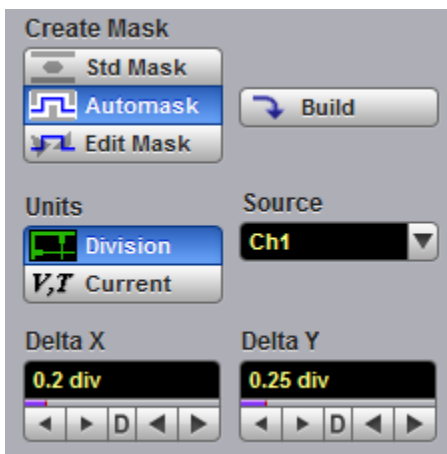 Create Mask
Std Mask
Automask
Build
Edit Mask
Units
Source
Division
Ch1
V,T Current
Delta X
Delta Y
0.2 div
0.25 div
D
D